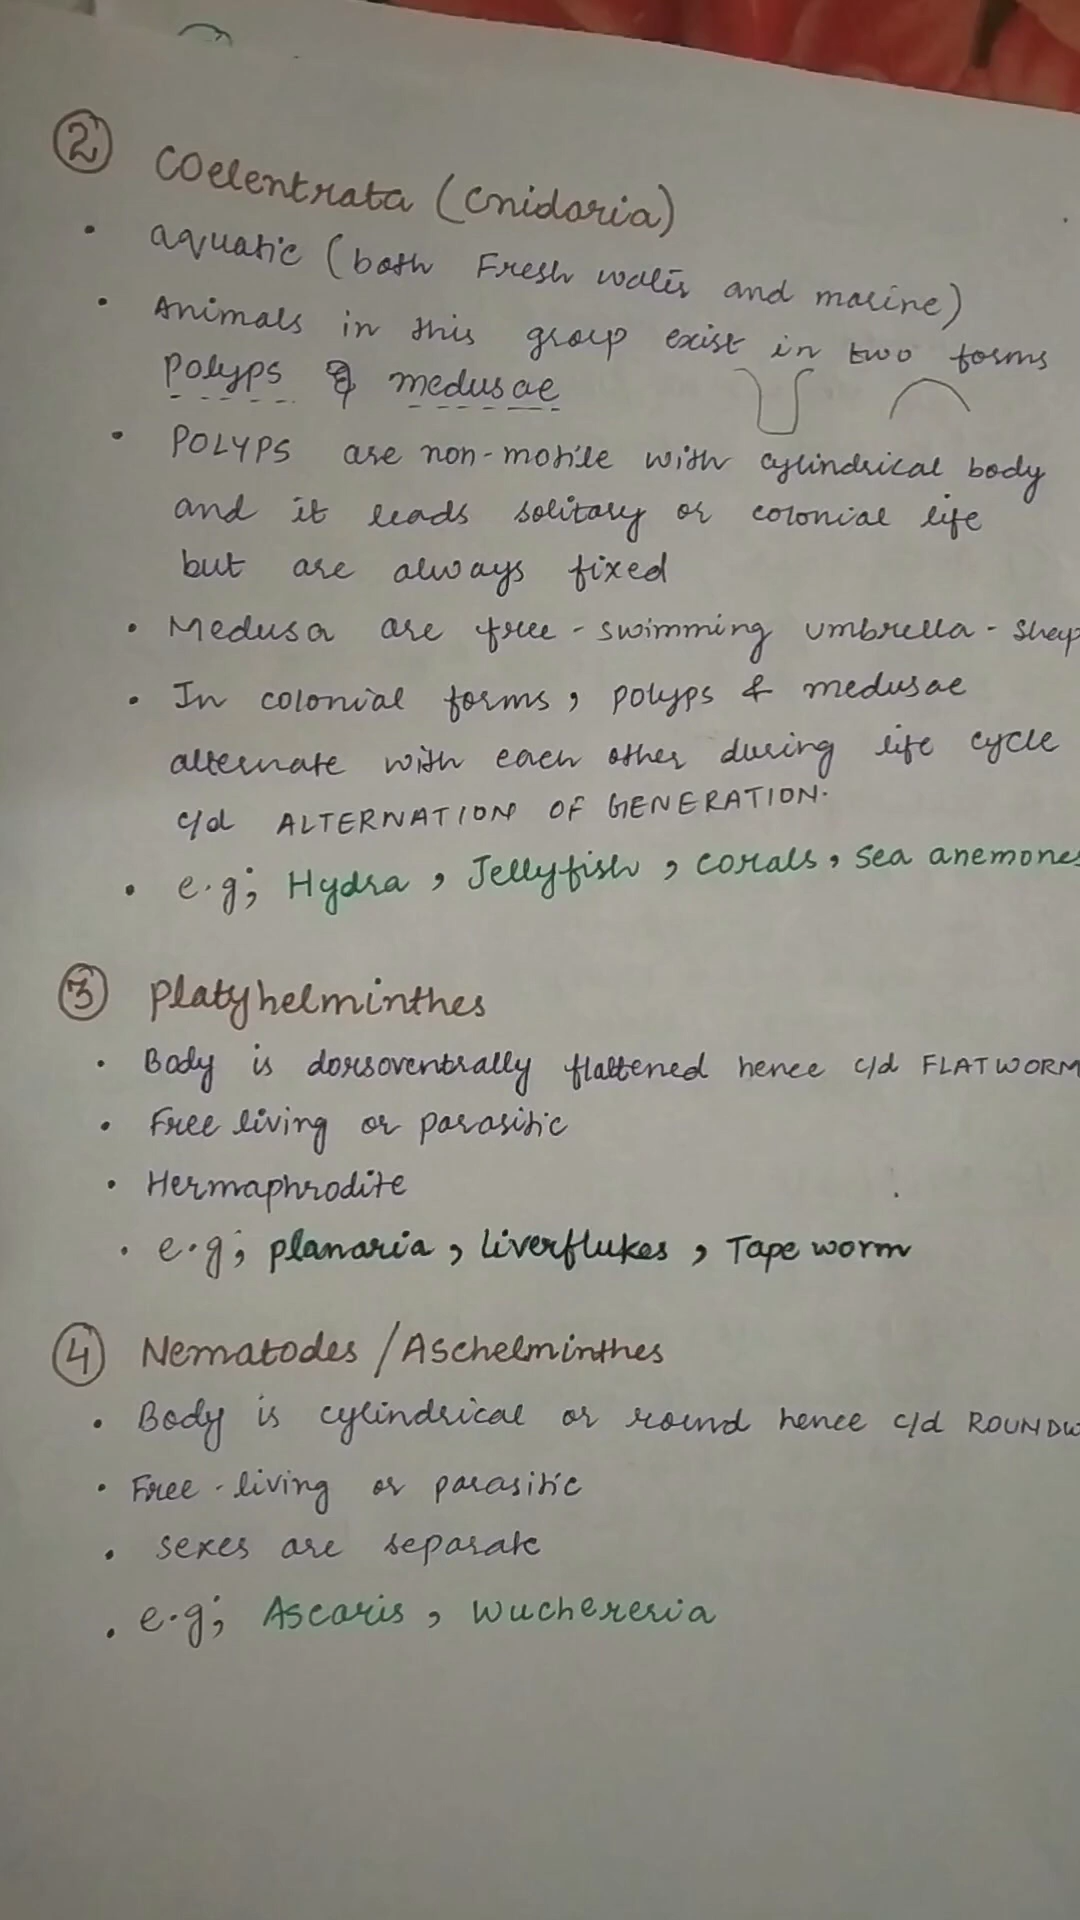 2 Coelentrata (Cnidaria)
• aquatic (both Fresh water and marine)
• Animals in this group exist in two forms
Polyps & medusae
• POLYPS are non-motile with cylindrical body
and it leads solitary or colonial life
but are always fixed
• Medusa are free-swimming umbrella-shap
• In colonial forms, polyps & medusae
alternate with each other during life cycle
c/d ALTERNATION OF GENERATION.
• e.g; Hydra, Jellyfish, corals, sea anemones
3 Platyhelminthes
• Body is dorsoventrally flattened hence c/d FLATWORM
• Free living or parasitic
• Hermaphrodite
• e.g; planaria, liverflukes, Tape worm
4 Nematodes/Aschelminthes
• Body is cylindrical or round hence c/d ROUNDW
• Free-living or parasitic
• sexes are separate
• e.g; Ascaris, Wuchereria